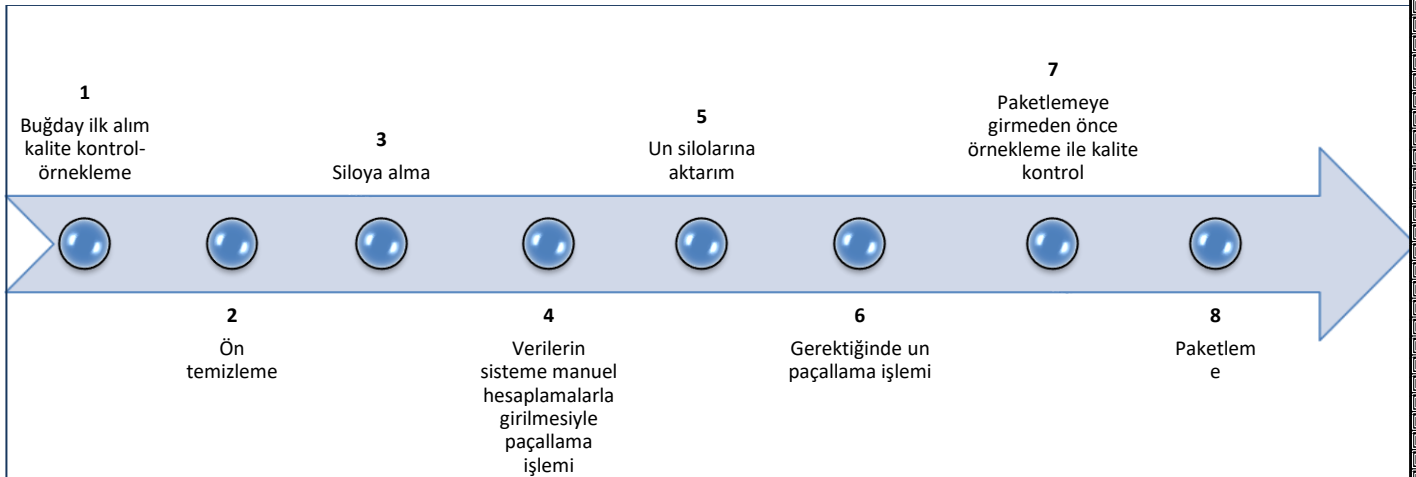 1
Buğday ilk alım
kalite kontrol-
örnekleme
2
Ön
temizleme
3
Siloya alma
4
Verilerin
sisteme manuel
hesaplamalarla
girilmesiyle
paçallama
işlemi
5
Un silolarına
aktarım
6
Gerektiğinde un
paçallama işlemi
7
Paketlemeye
girmeden önce
örnekleme ile kalite
kontrol
8
Paketlem
e